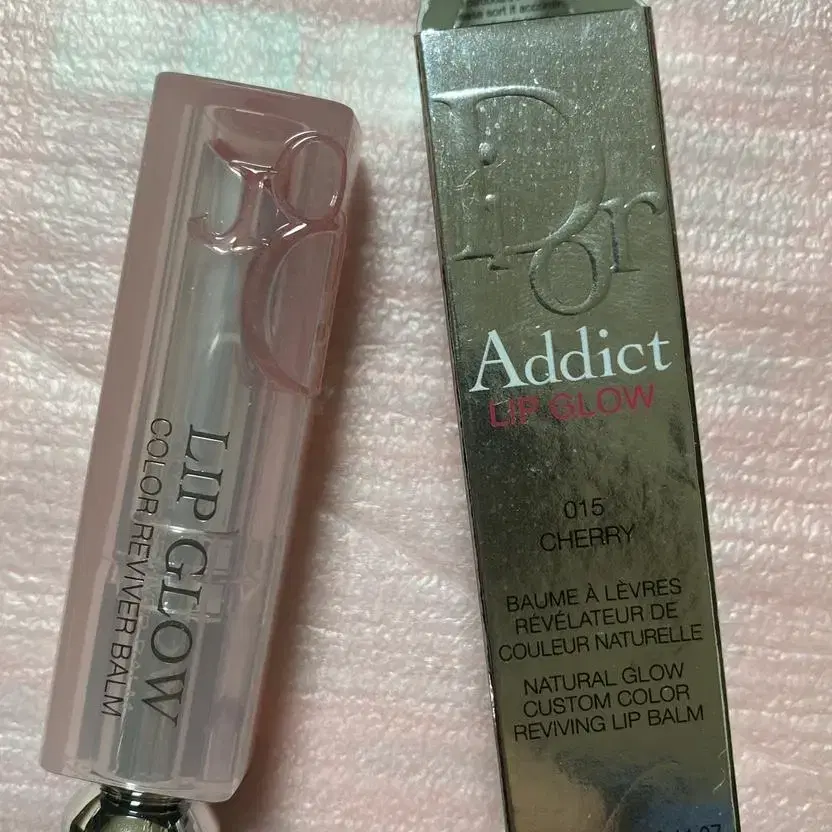 LIP GLOW
COLOR REVIVER BALM
Dior
Addict
LIP GLOW
015
CHERRY
BAUME À LÈVRES
RÉVÉLATEUR DE
COULEUR NATURELLE
NATURAL GLOW
CUSTOM COLOR
REVIVING LIP BALM